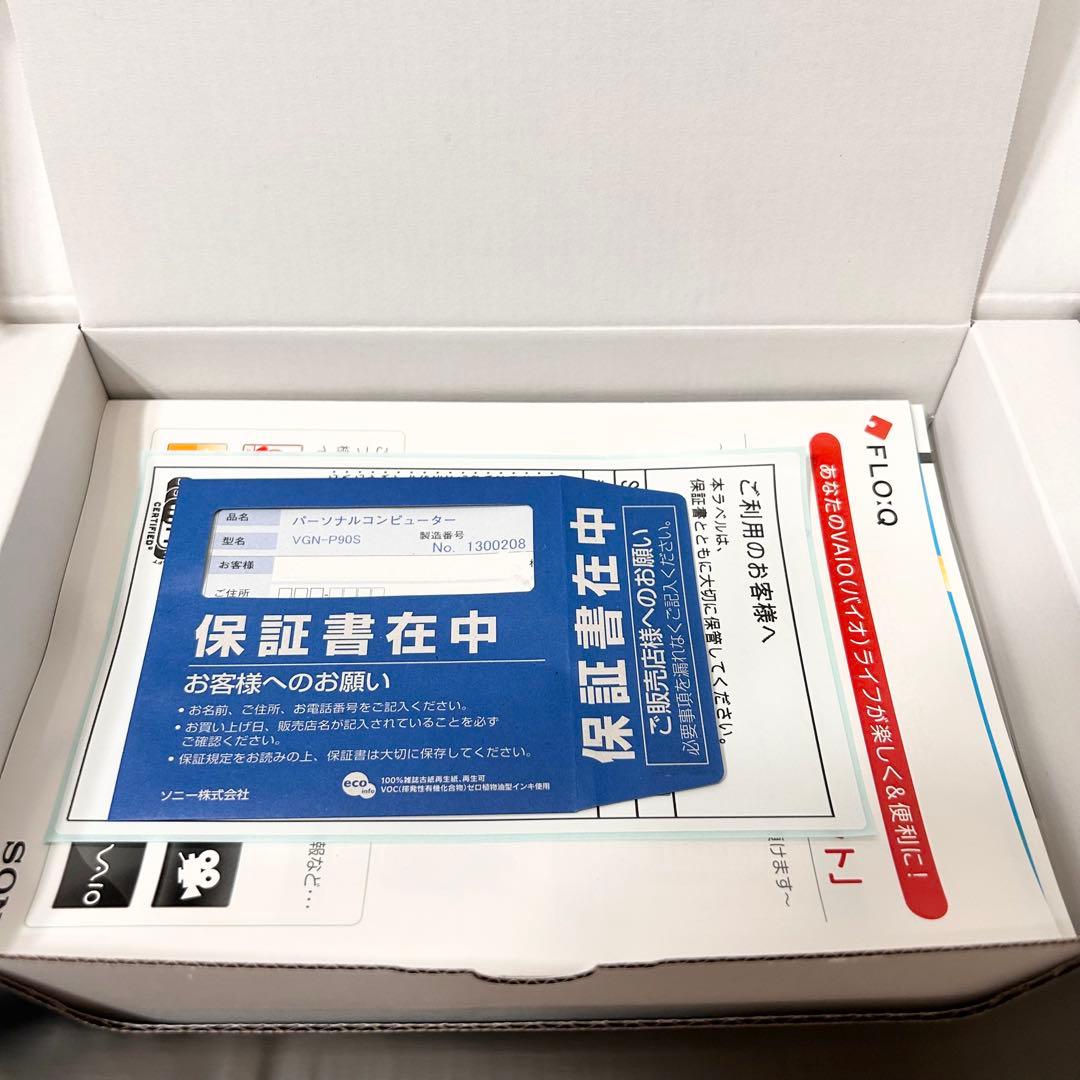 品名
パーソナルコンピューター
型名
VGN-P90S
製造番号
No. 1300208
お客様
ご住所
保証書在中
お客様へのお願い
・お名前、ご住所、お電話番号をご記入ください。
・お買い上げ日、販売店名が記入されていることを必ず
ご確認ください。
・保証規定をお読みの上、保証書は大切に保存してください。
ソニー株式会社
eco info
100%雑誌古紙再生紙、再生可
VOC(揮発性有機化合物)ゼロ植物油型インキ使用
保証書在中
ご販売店様へのお願い
必要事項を漏れなくご記入ください。
ご利用のお客様へ
本ラベルは、
保証書とともに大切に保管してください。
FLO:Q
あなたのVAIO(バイオ)ライフが楽しく&便利に!
ト」
頂けます~
報など…
VAIO
CERTIFIED
SON